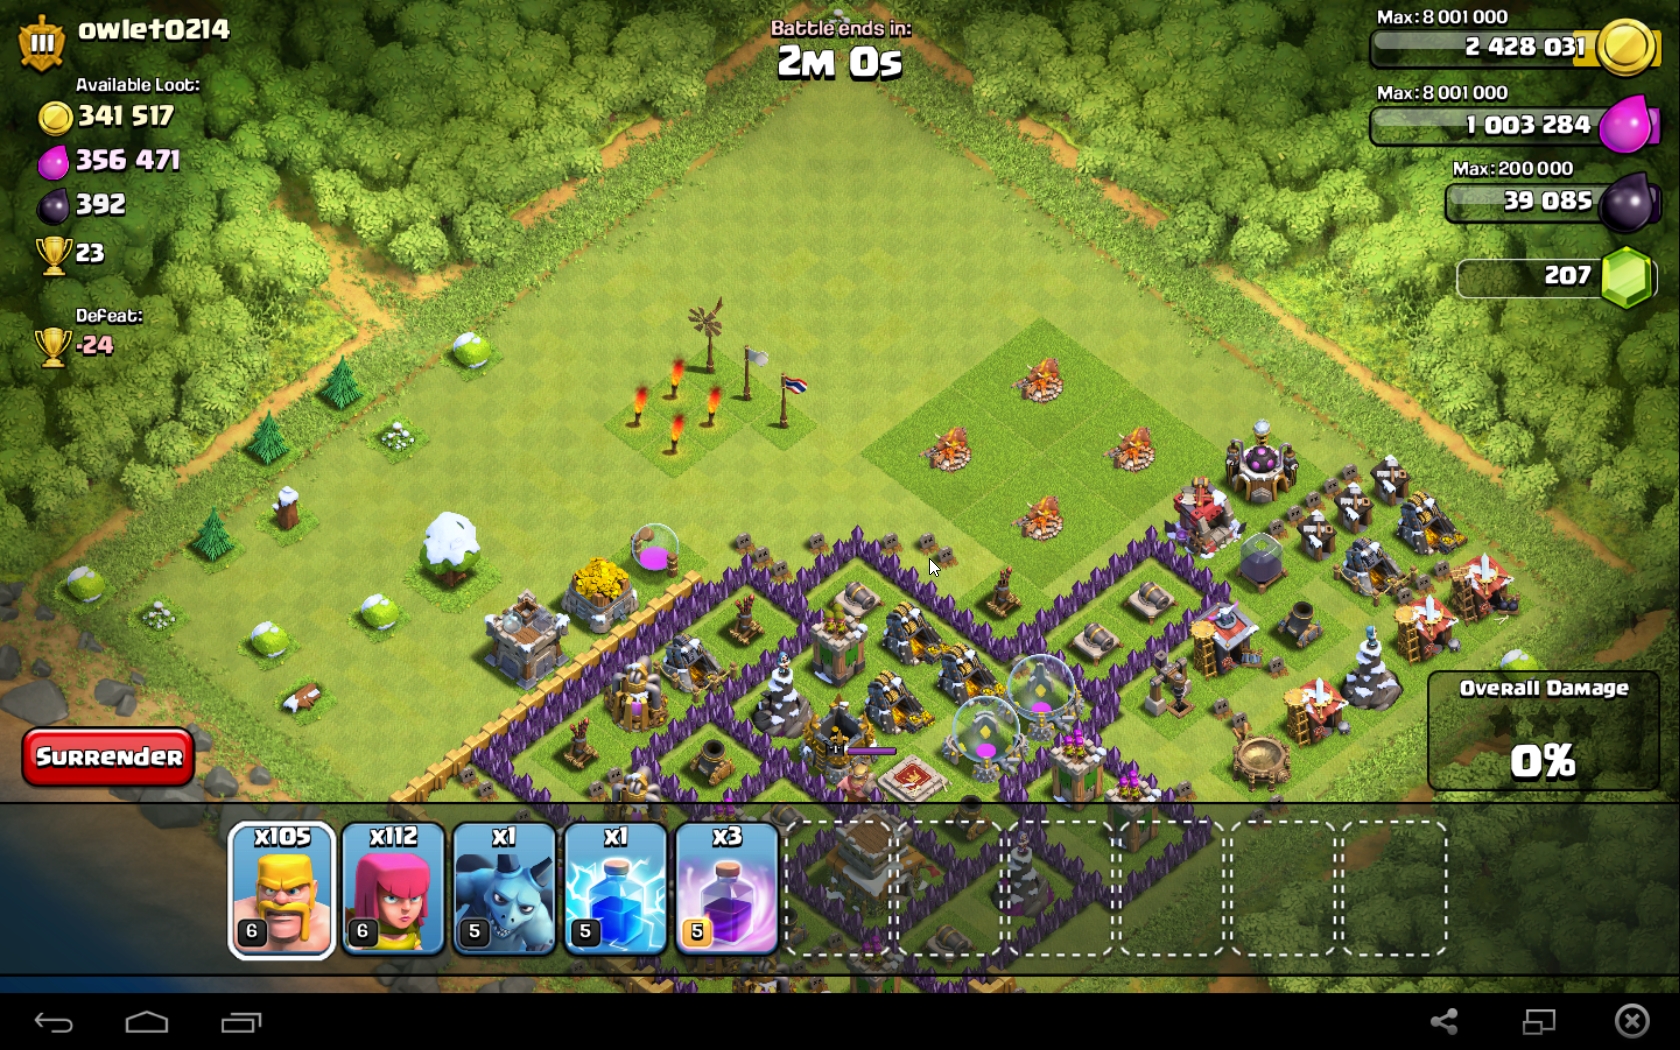 III
owlet0214
Available Loot:
341 517
356 471
392
23
Defeat:
-24
Battle ends in:
2M 0s
Max: 8 001 000
2 428 031
Max: 8 001 000
1 003 284
Max: 200 000
39 085
207
Surrender
Overall Damage
0%
x105
6
x112
6
x1
5
x1
5
x3
5